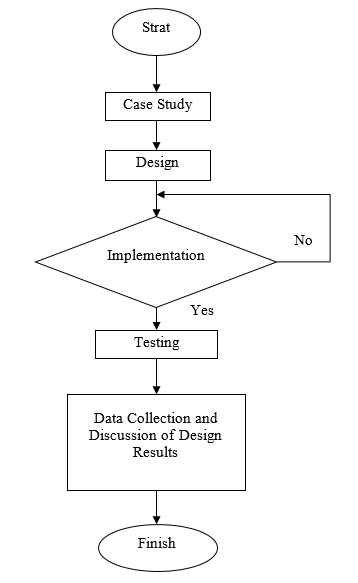 Strat
Case Study
Design
Implementation
No
Yes
Testing
Data Collection and
Discussion of Design
Results
Finish